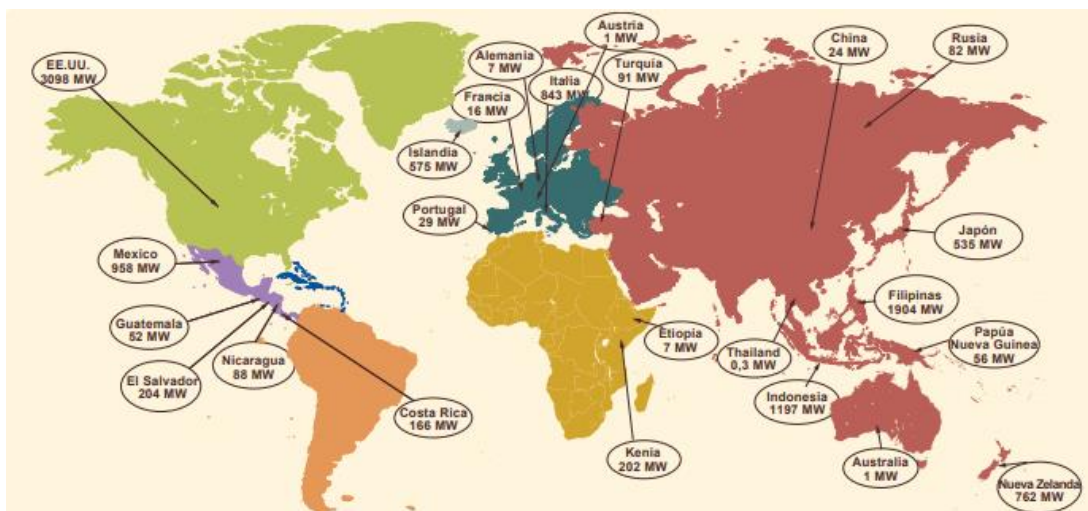 EE.UU.
3098 MW
Alemania
7 MW
Austria
1 MW
Francia
16 MW
Italia
843 MW
Turquía
91 MW
China
24 MW
Rusia
82 MW
Islandia
575 MW
Portugal
29 MW
Mexico
958 MW
Guatemala
52 MW
El Salvador
204 MW
Nicaragua
88 MW
Costa Rica
166 MW
Etiopia
7 MW
Kenia
202 MW
Thailand
0,3 MW
Indonesia
1197 MW
Japón
535 MW
Filipinas
1904 MW
Papúa
Nueva Guinea
56 MW
Australia
1 MW
Nueva Zelanda
762 MW